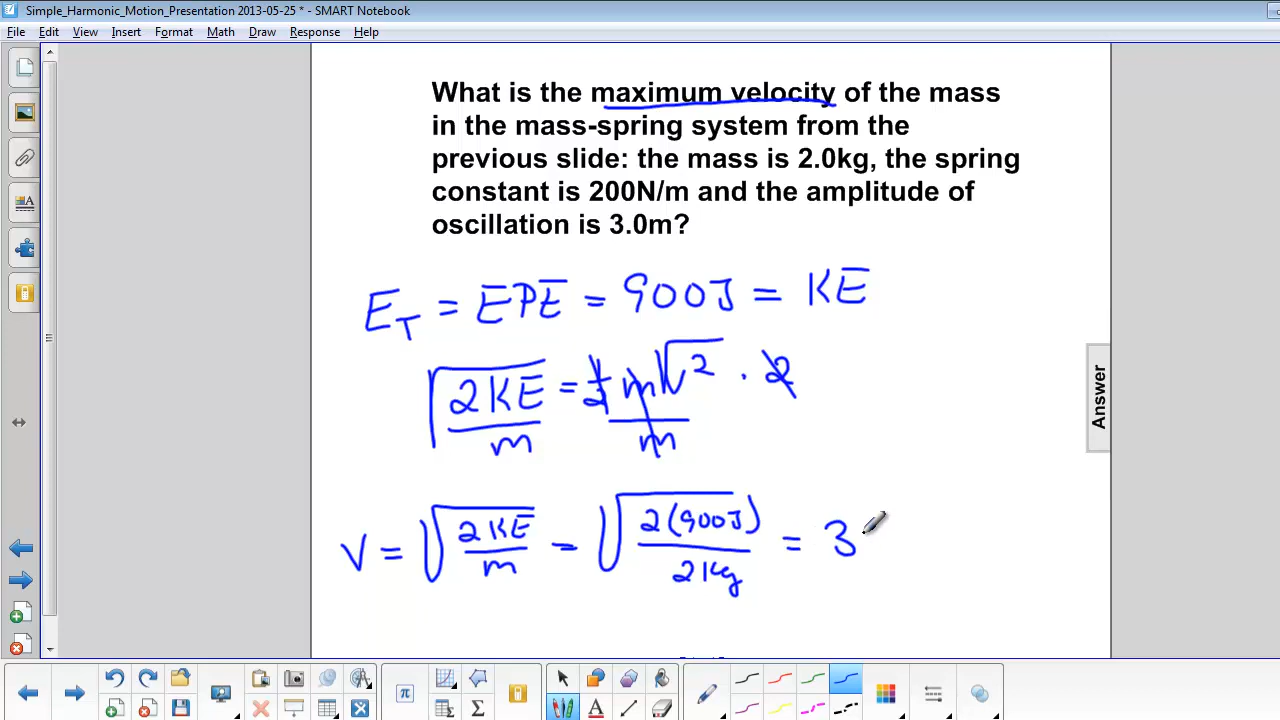 Simple_Harmonic_Motion_Presentation 2013-05-25 * - SMART Notebook
File Edit View Insert Format Math Draw Response Help
What is the maximum velocity of the mass
in the mass-spring system from the
previous slide: the mass is 2.0kg, the spring
constant is 200N/m and the amplitude of
oscillation is 3.0m?
E_T = EPE = 900J = KE
√(2KE/m) = ½m√v²/m · 2
V = √(2KE/m) = √(2(900J)/2kg) = 3
Answer